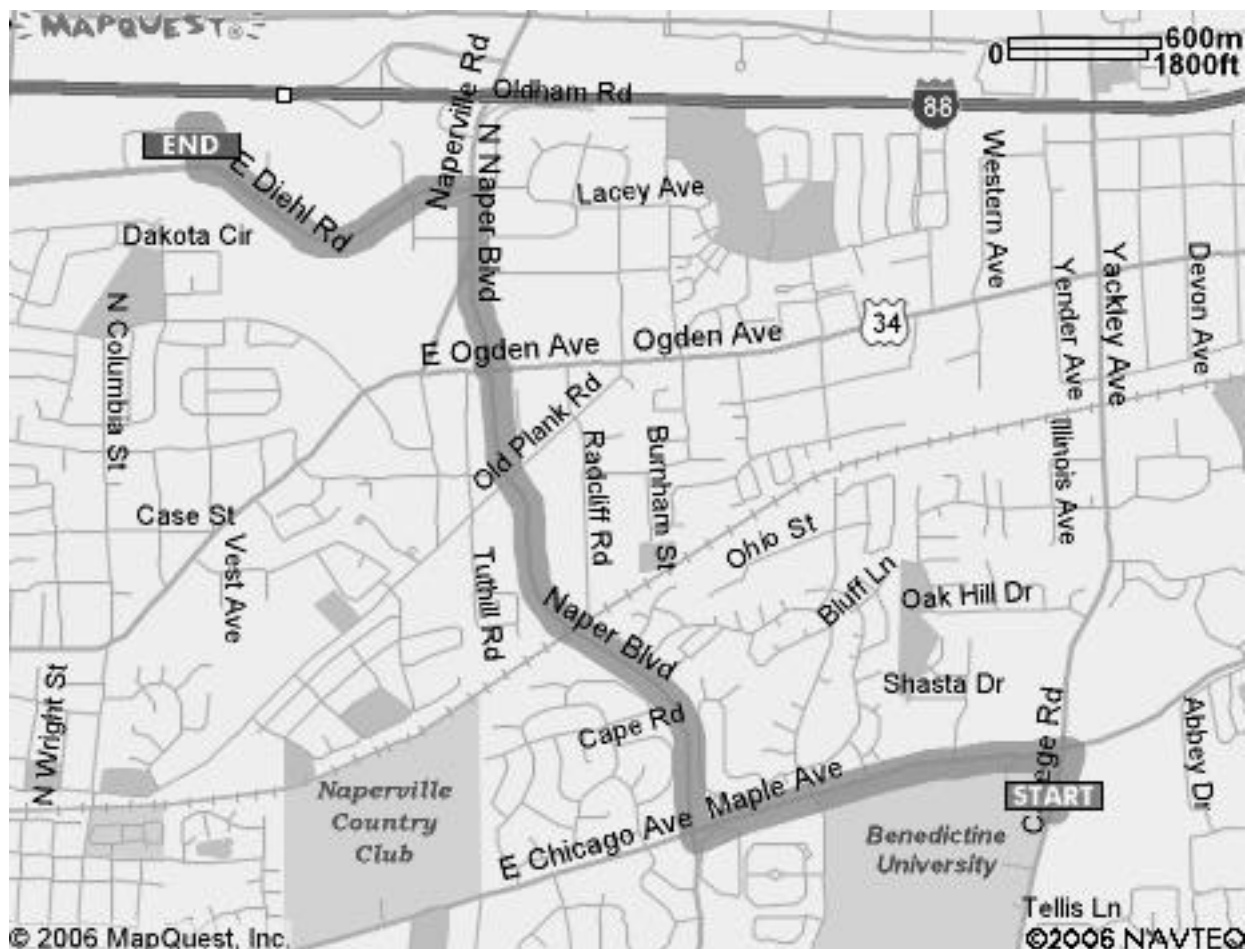 MAPQUEST®
0 600m
1800ft
Naperville Rd
Oldham Rd
88
END
E Diehl Rd
N Naper Blvd
Lacey Ave
Western Ave
Dakota Cir
Yender Ave
Yackley Ave
Devon Ave
N Columbia St
E Ogden Ave
Ogden Ave
34
Old Plank Rd
Radcliff Rd
Burnham St
Illinois Ave
Case St
Vest Ave
Tuthill Rd
Ohio St
Bluff Ln
Oak Hill Dr
Naper Blvd
Shasta Dr
N Wright St
Cape Rd
College Rd
Abbey Dr
Naperville
Country
Club
Maple Ave
START
E Chicago Ave
Benedictine
University
Tellis Ln
© 2006 MapQuest, Inc.
©2006 NAVTEQ